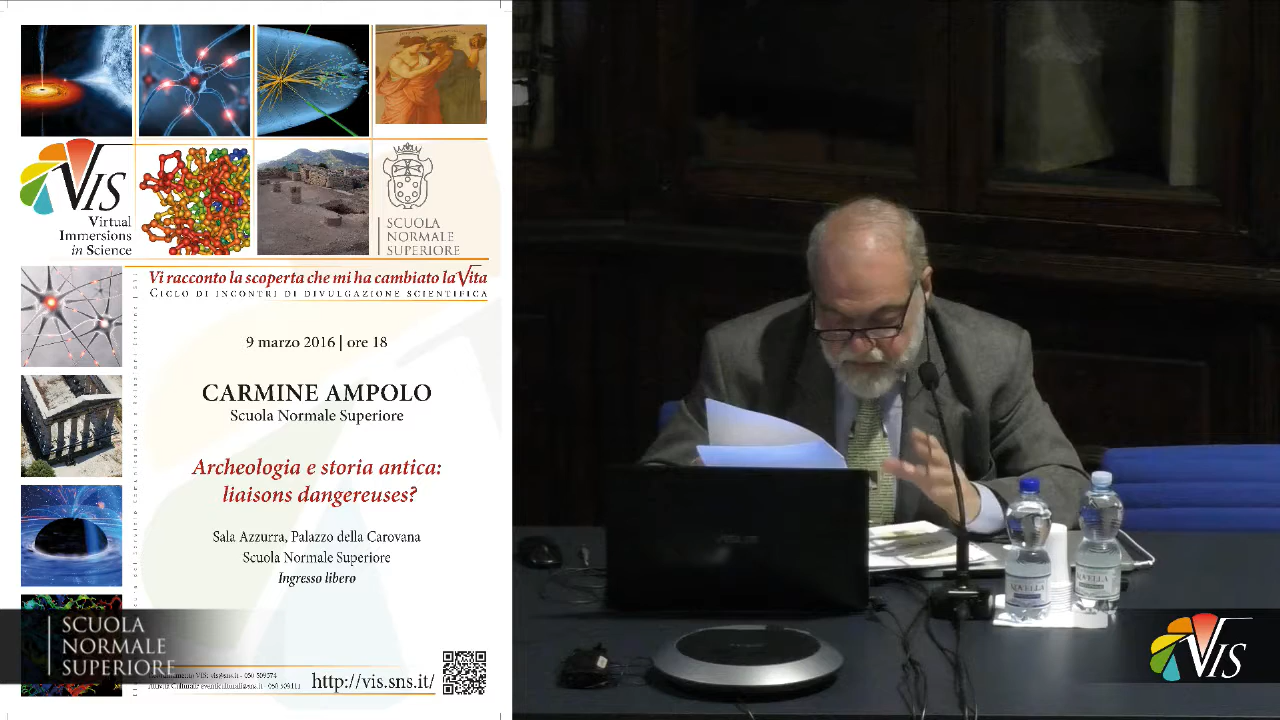 VIS
Virtual
Immersions
in Science
SCUOLA
NORMALE
SUPERIORE
Vi racconto la scoperta che mi ha cambiato la Vita
CICLO DI INCONTRI DI DIVULGAZIONE SCIENTIFICA
9 marzo 2016 | ore 18
CARMINE AMPOLO
Scuola Normale Superiore
Archeologia e storia antica:
liaisons dangereuses?
Sala Azzurra, Palazzo della Carovana
Scuola Normale Superiore
Ingresso libero
SCUOLA
NORMALE
SUPERIORE
http://vis.sns.it/
ASUS
VIS